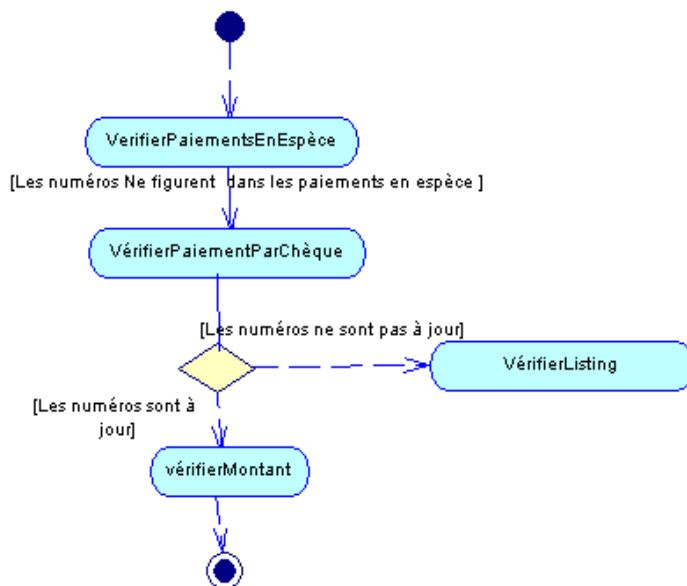 VerifierPaiementsEnEspèce
[Les numéros Ne figurent dans les paiements en espèce ]
VérifierPaiementParChèque
[Les numéros ne sont pas à jour]
VérifierListing
[Les numéros sont à
jour]
vérifierMontant